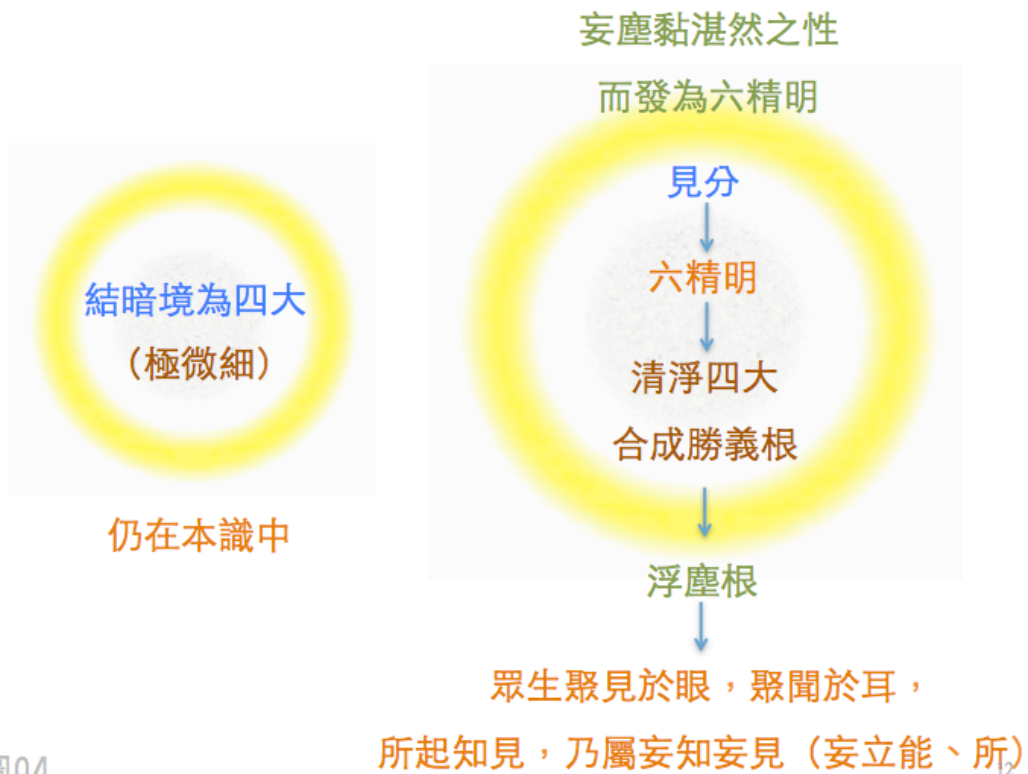 結暗境為四大
（極微細）
仍在本識中
妄塵黏湛然之性
而發為六精明
見分
六精明
清淨四大
合成勝義根
浮塵根
眾生聚見於眼，聚聞於耳，
所起知見，乃屬妄知妄見（妄立能、所）
04
12